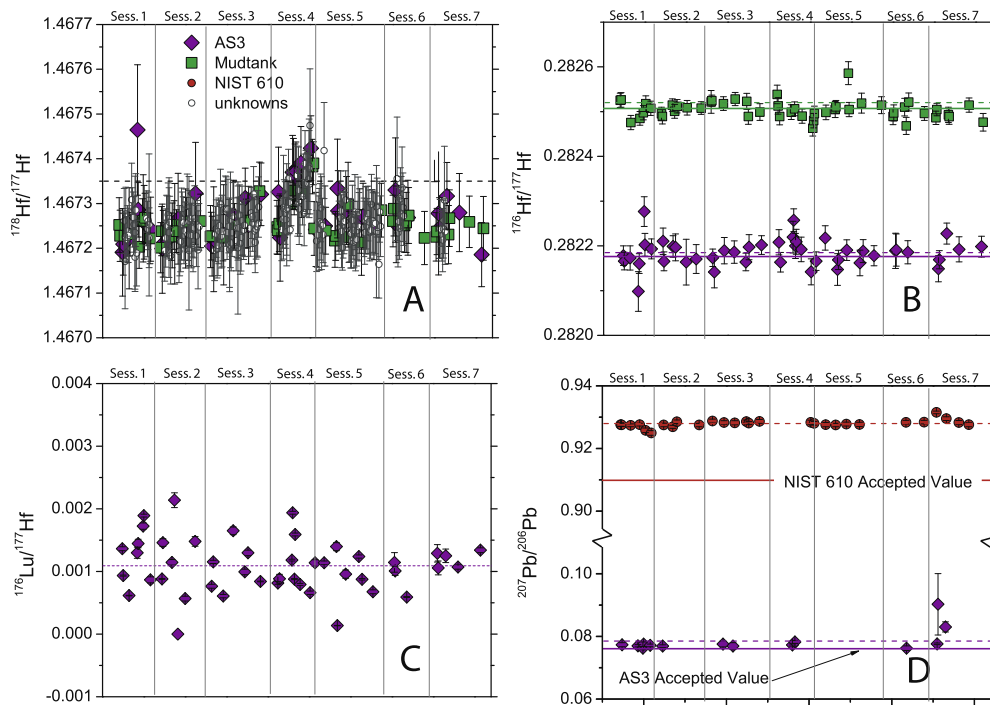 Sess. 1 Sess. 2 Sess. 3 Sess. 4 Sess. 5 Sess. 6 Sess. 7
1.4677
1.4676
1.4675
1.4674
1.4673
1.4672
1.4671
1.4670
178Hf/177Hf
AS3
Mudtank
NIST 610
unknowns
A
Sess. 1 Sess. 2 Sess. 3 Sess. 4 Sess. 5 Sess. 6 Sess. 7
0.2826
0.2824
0.2822
0.2820
176Hf/177Hf
B
Sess. 1 Sess. 2 Sess. 3 Sess. 4 Sess. 5 Sess. 6 Sess. 7
0.004
0.003
0.002
0.001
0.000
-0.001
176Lu/177Hf
C
Sess. 1 Sess. 2 Sess. 3 Sess. 4 Sess. 5 Sess. 6 Sess. 7
0.94
0.92
0.90
0.10
0.08
0.06
207Pb/206Pb
NIST 610 Accepted Value
AS3 Accepted Value
D